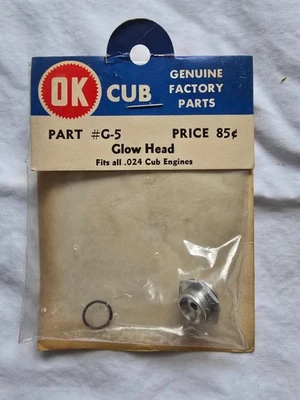 OK CUB
GENUINE
FACTORY
PARTS
PART #G-5 PRICE 85¢
Glow Head
Fits all .024 Cub Engines